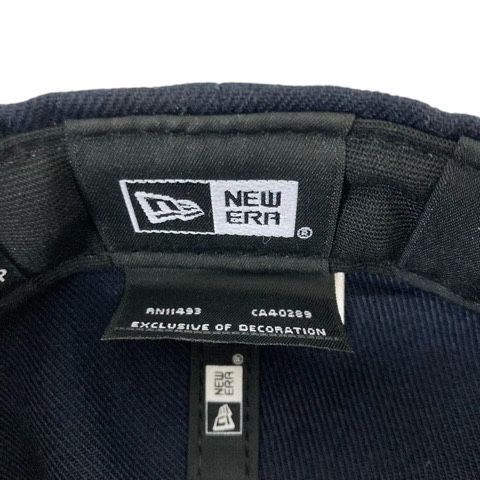 NEW
ERA
®
R
RN11493 CA40289
EXCLUSIVE OF DECORATION
NEW
ERA
®